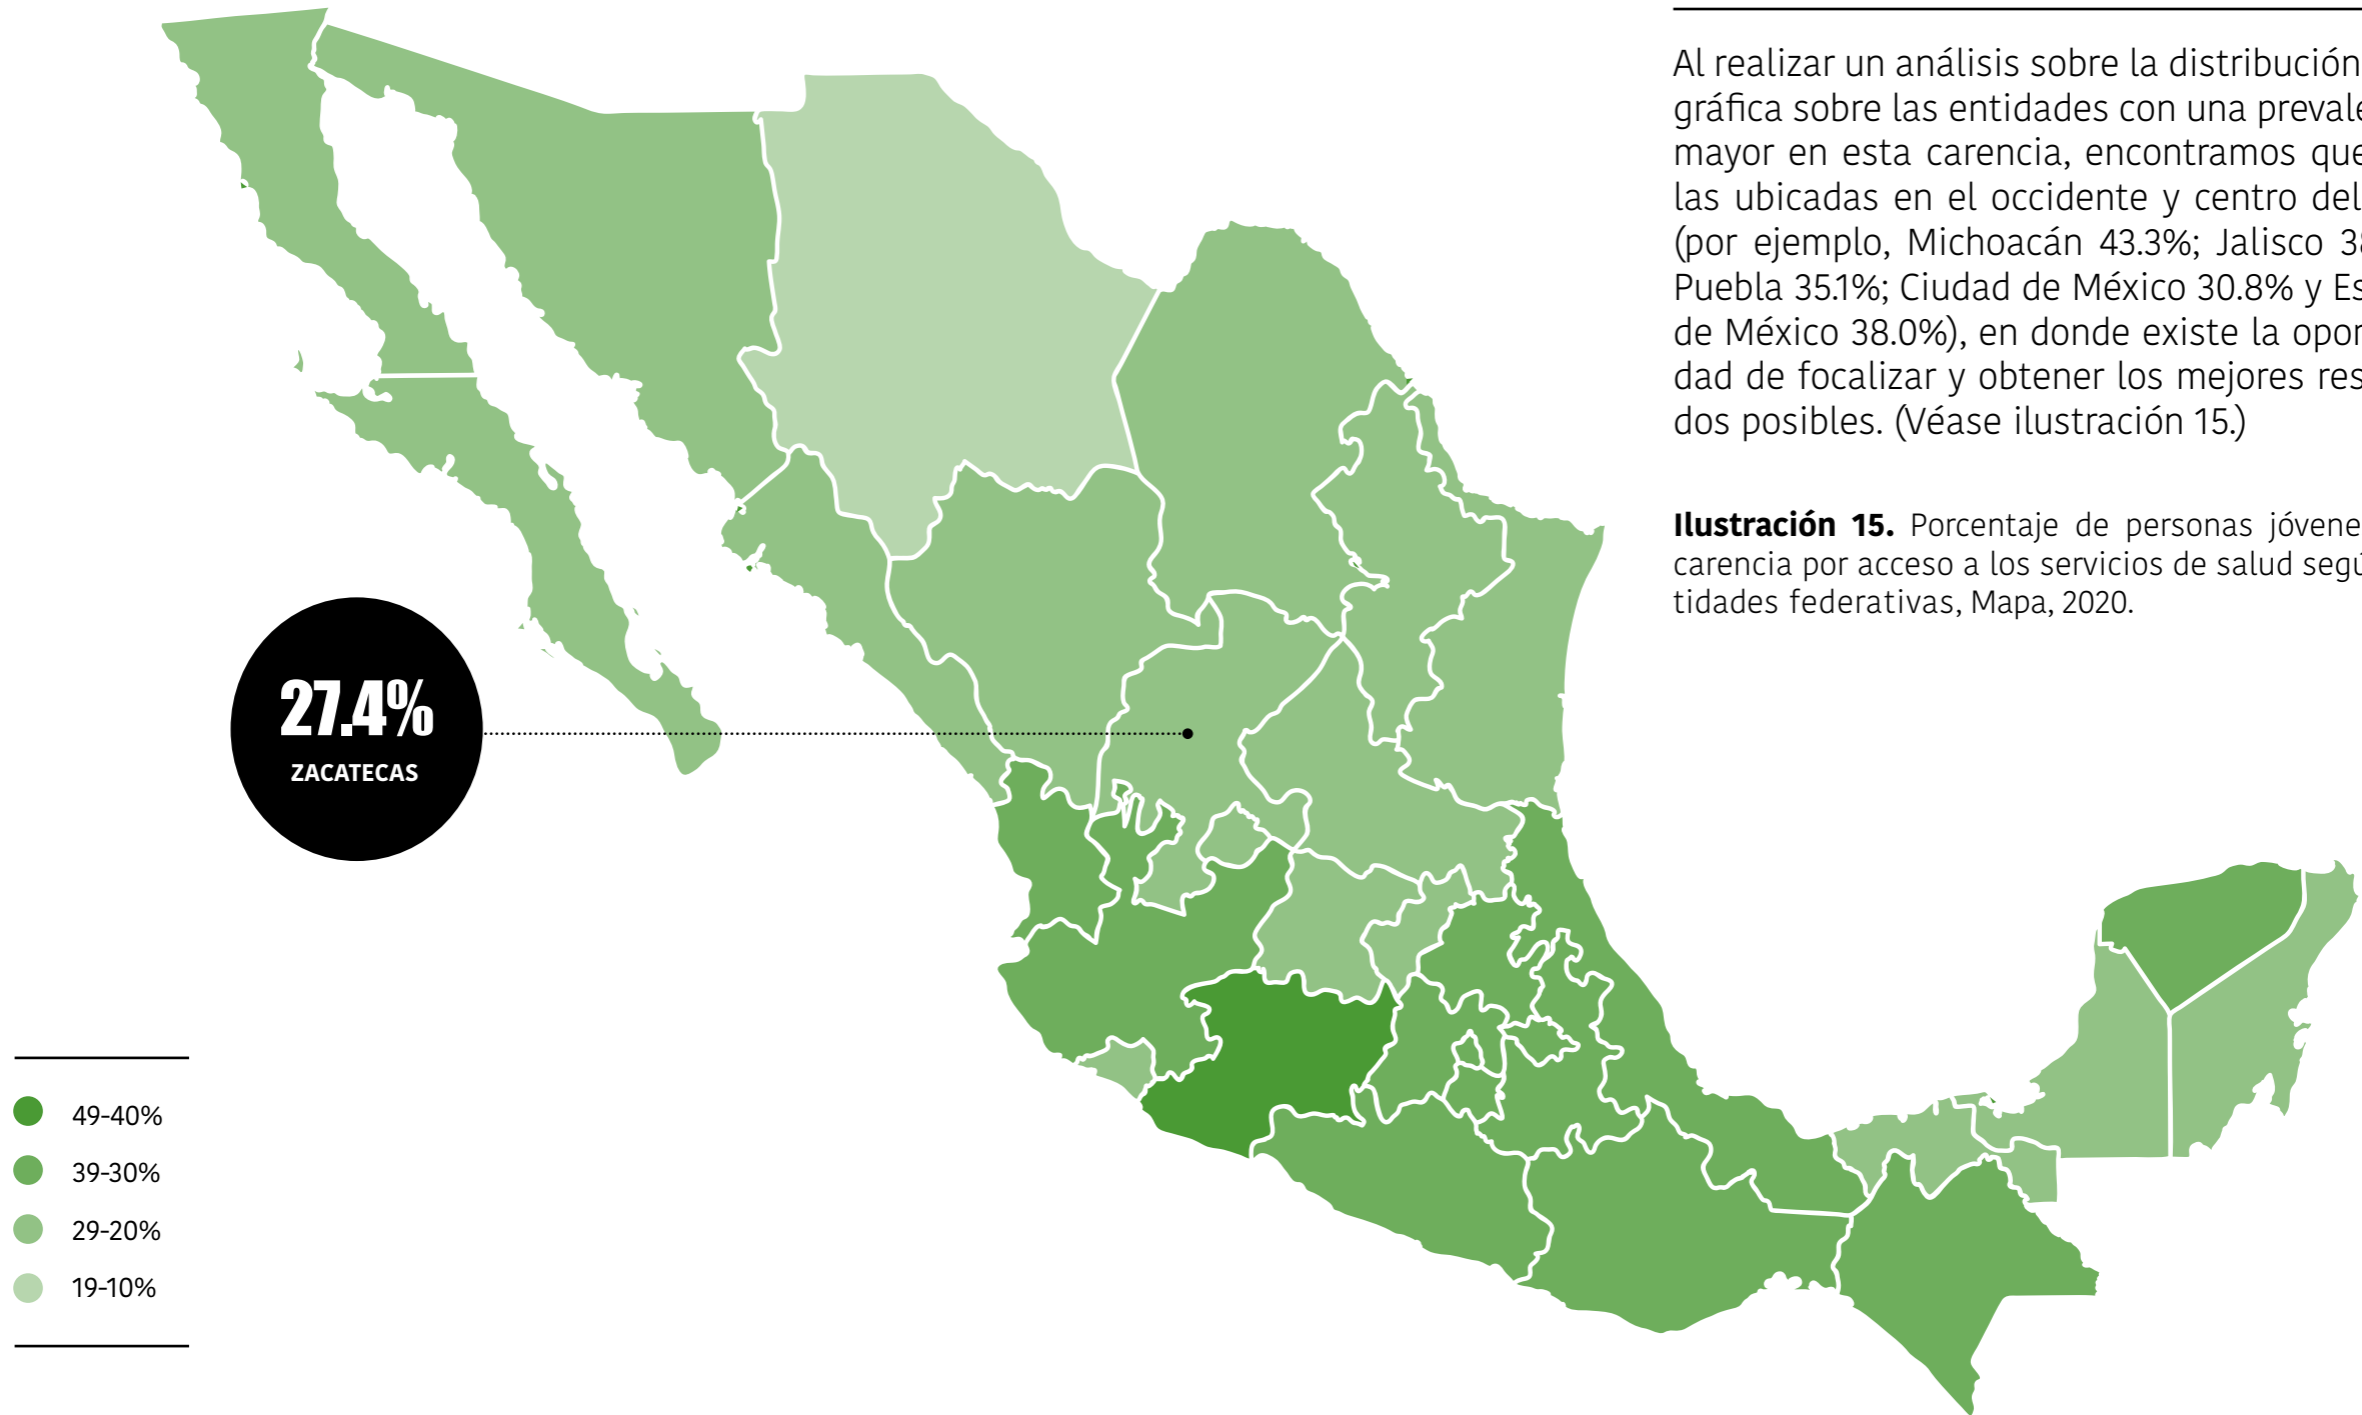 Al realizar un análisis sobre la distribución
gráfica sobre las entidades con una
mayor en esta carencia, encontramos que
las ubicadas en el occidente y centro del
(por ejemplo, Michoacán 43.3%; Jalisco
Puebla 35.1%; Ciudad de México 30.8% y
de México 38.0%), en donde existe la
dad de focalizar y obtener los mejores
dos posibles. (Véase ilustración 15.)
Ilustración 15. Porcentaje de personas
carencia por acceso a los servicios de salud
tidades federativas, Mapa, 2020.
27.4%
ZACATECAS
49-40%
39-30%
29-20%
19-10%